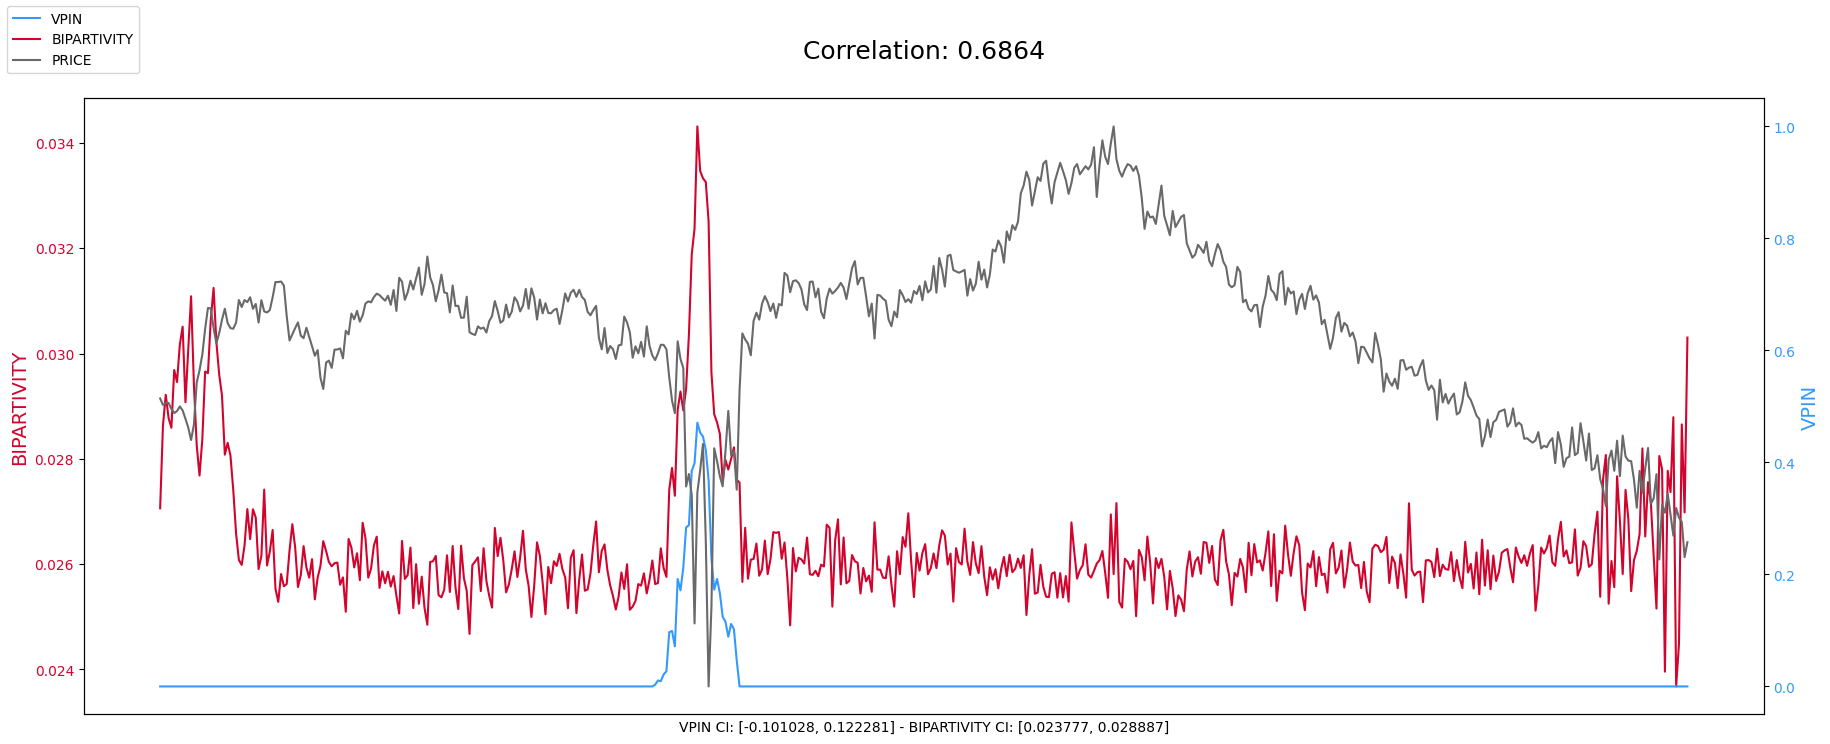 VPIN
BIPARTIVITY
PRICE
Correlation: 0.6864
BIPARTIVITY
0.034
0.032
0.030
0.028
0.026
0.024
1.0
0.8
0.6
0.4
0.2
0.0
VPIN
VPIN CI: [-0.101028, 0.122281] - BIPARTIVITY CI: [0.023777, 0.028887]